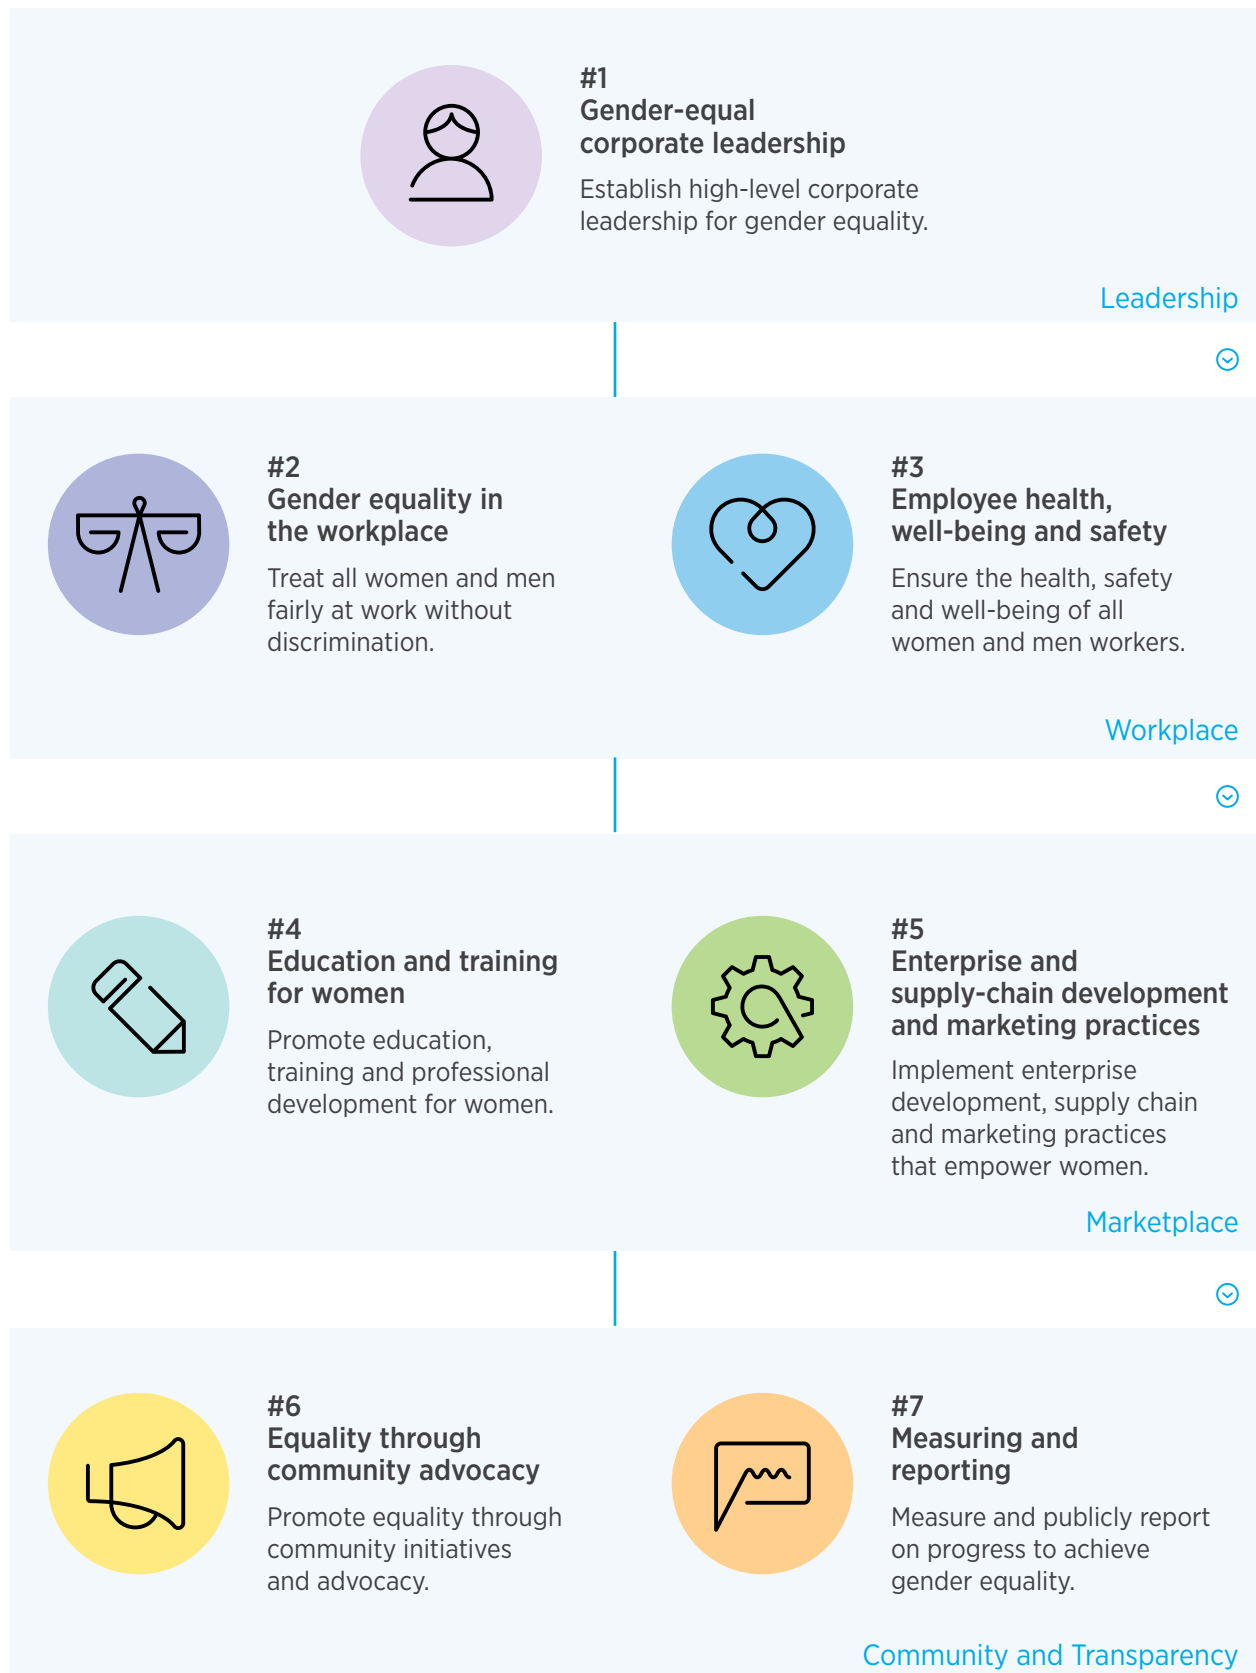 #1
Gender-equal
corporate leadership
Establish high-level corporate
leadership for gender equality.
Leadership
#2
Gender equality in
the workplace
Treat all women and men
fairly at work without
discrimination.
#3
Employee health,
well-being and safety
Ensure the health, safety
and well-being of all
women and men workers.
Workplace
#4
Education and training
for women
Promote education,
training and professional
development for women.
#5
Enterprise and
supply-chain development
and marketing practices
Implement enterprise
development, supply chain
and marketing practices
that empower women.
Marketplace
#6
Equality through
community advocacy
Promote equality through
community initiatives
and advocacy.
#7
Measuring and
reporting
Measure and publicly report
on progress to achieve
gender equality.
Community and Transparency